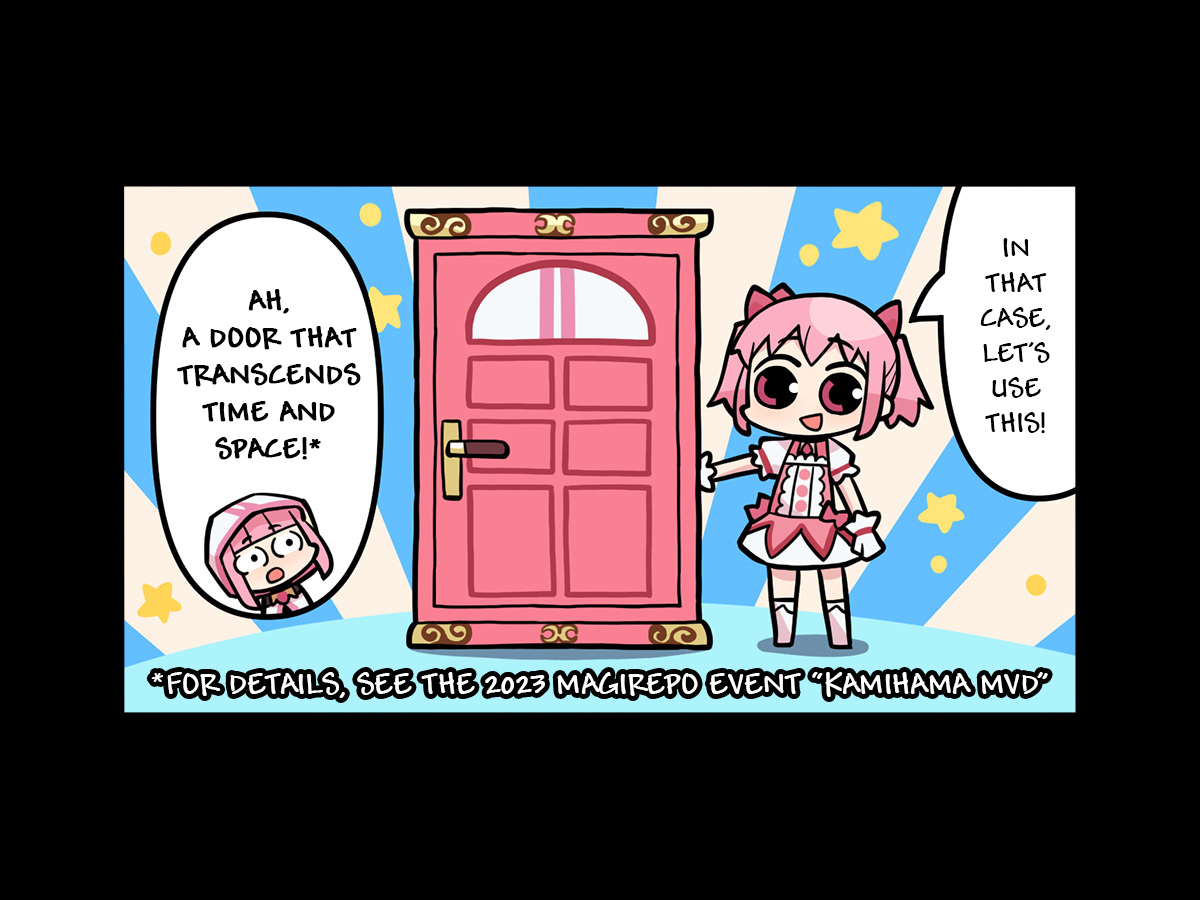 AH,
A DOOR THAT
TRANSCENDS
TIME AND
SPACE!*
IN
THAT
CASE,
LET'S
USE
THIS!
*FOR DETAILS, SEE THE 2023 MAGIREPO EVENT "KAMIHAMA MVD"